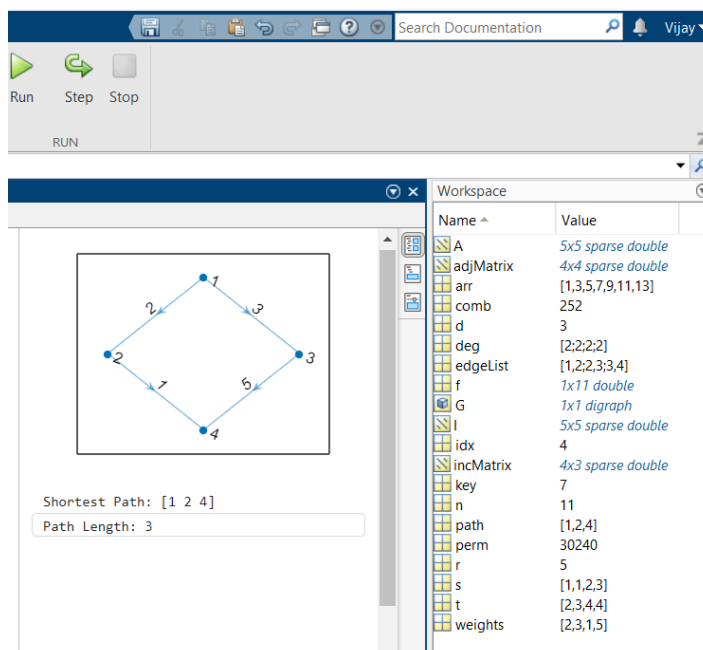 Search Documentation
Vijay
Run Step Stop
RUN
Workspace
Name Value
A 5x5 sparse double
adjMatrix 4x4 sparse double
arr [1,3,5,7,9,11,13]
comb 252
d 3
deg [2;2;2;2]
edgeList [1,2;2,3;3,4]
f 1x11 double
G 1x1 digraph
I 5x5 sparse double
idx 4
incMatrix 4x3 sparse double
key 7
n 11
path [1,2,4]
perm 30240
r 5
s [1,1,2,3]
t [2,3,4,4]
weights [2,3,1,5]
1
2 3
2 3
1 5
4
Shortest Path: [1 2 4]
Path Length: 3